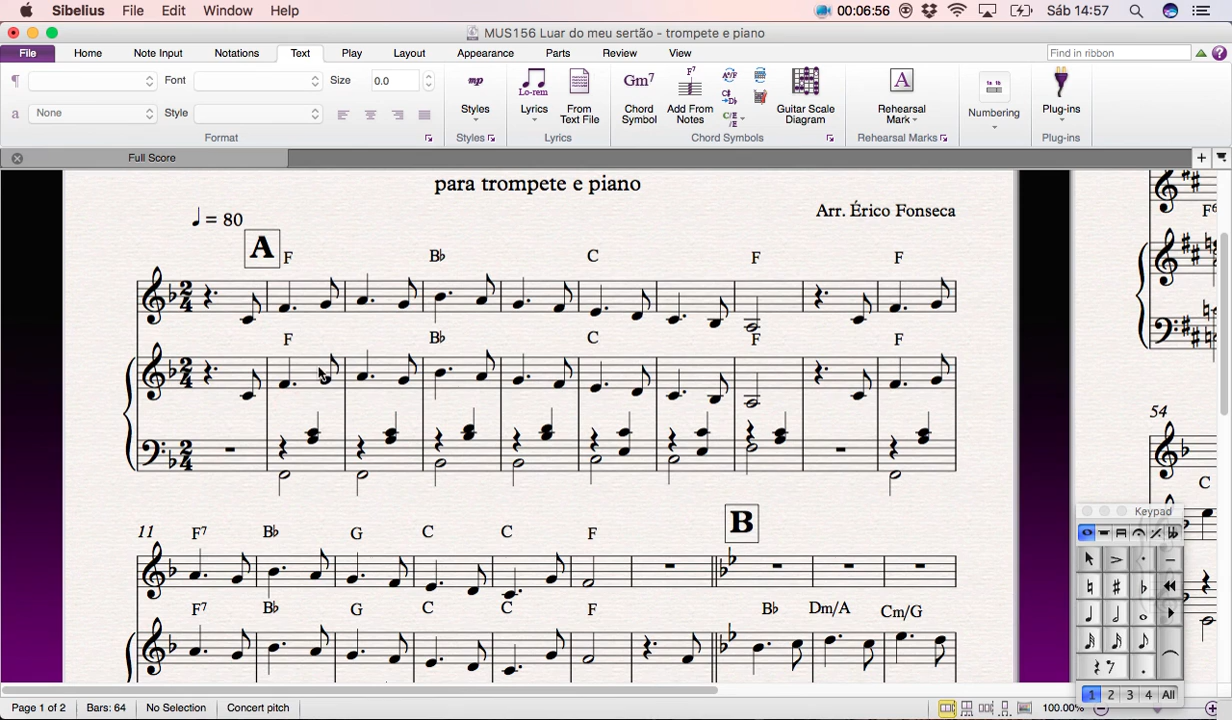 Sibelius File Edit Window Help 00:06:56 Sáb 14:57
MUS156 Luar do meu sertão - trompete e piano
File Home Note Input Notations Text Play Layout Appearance Parts Review View Find in ribbon
Font Size 0.0
a None Style
Styles Lyrics From Text File Chord Symbol Add From Notes Guitar Scale Diagram Rehearsal Mark Numbering Plug-ins
Format Styles Lyrics Chord Symbols Rehearsal Marks Plug-ins
Full Score
para trompete e piano
= 80
Arr. Érico Fonseca
A
F B♭ C F F
F B♭ C F F
B
11 F7 B♭ G C C F
F7 B♭ G C C F B♭ Dm/A Cm/G
54
C
Keypad
1 2 3 4 All
Page 1 of 2 Bars: 64 No Selection Concert pitch 100.00%